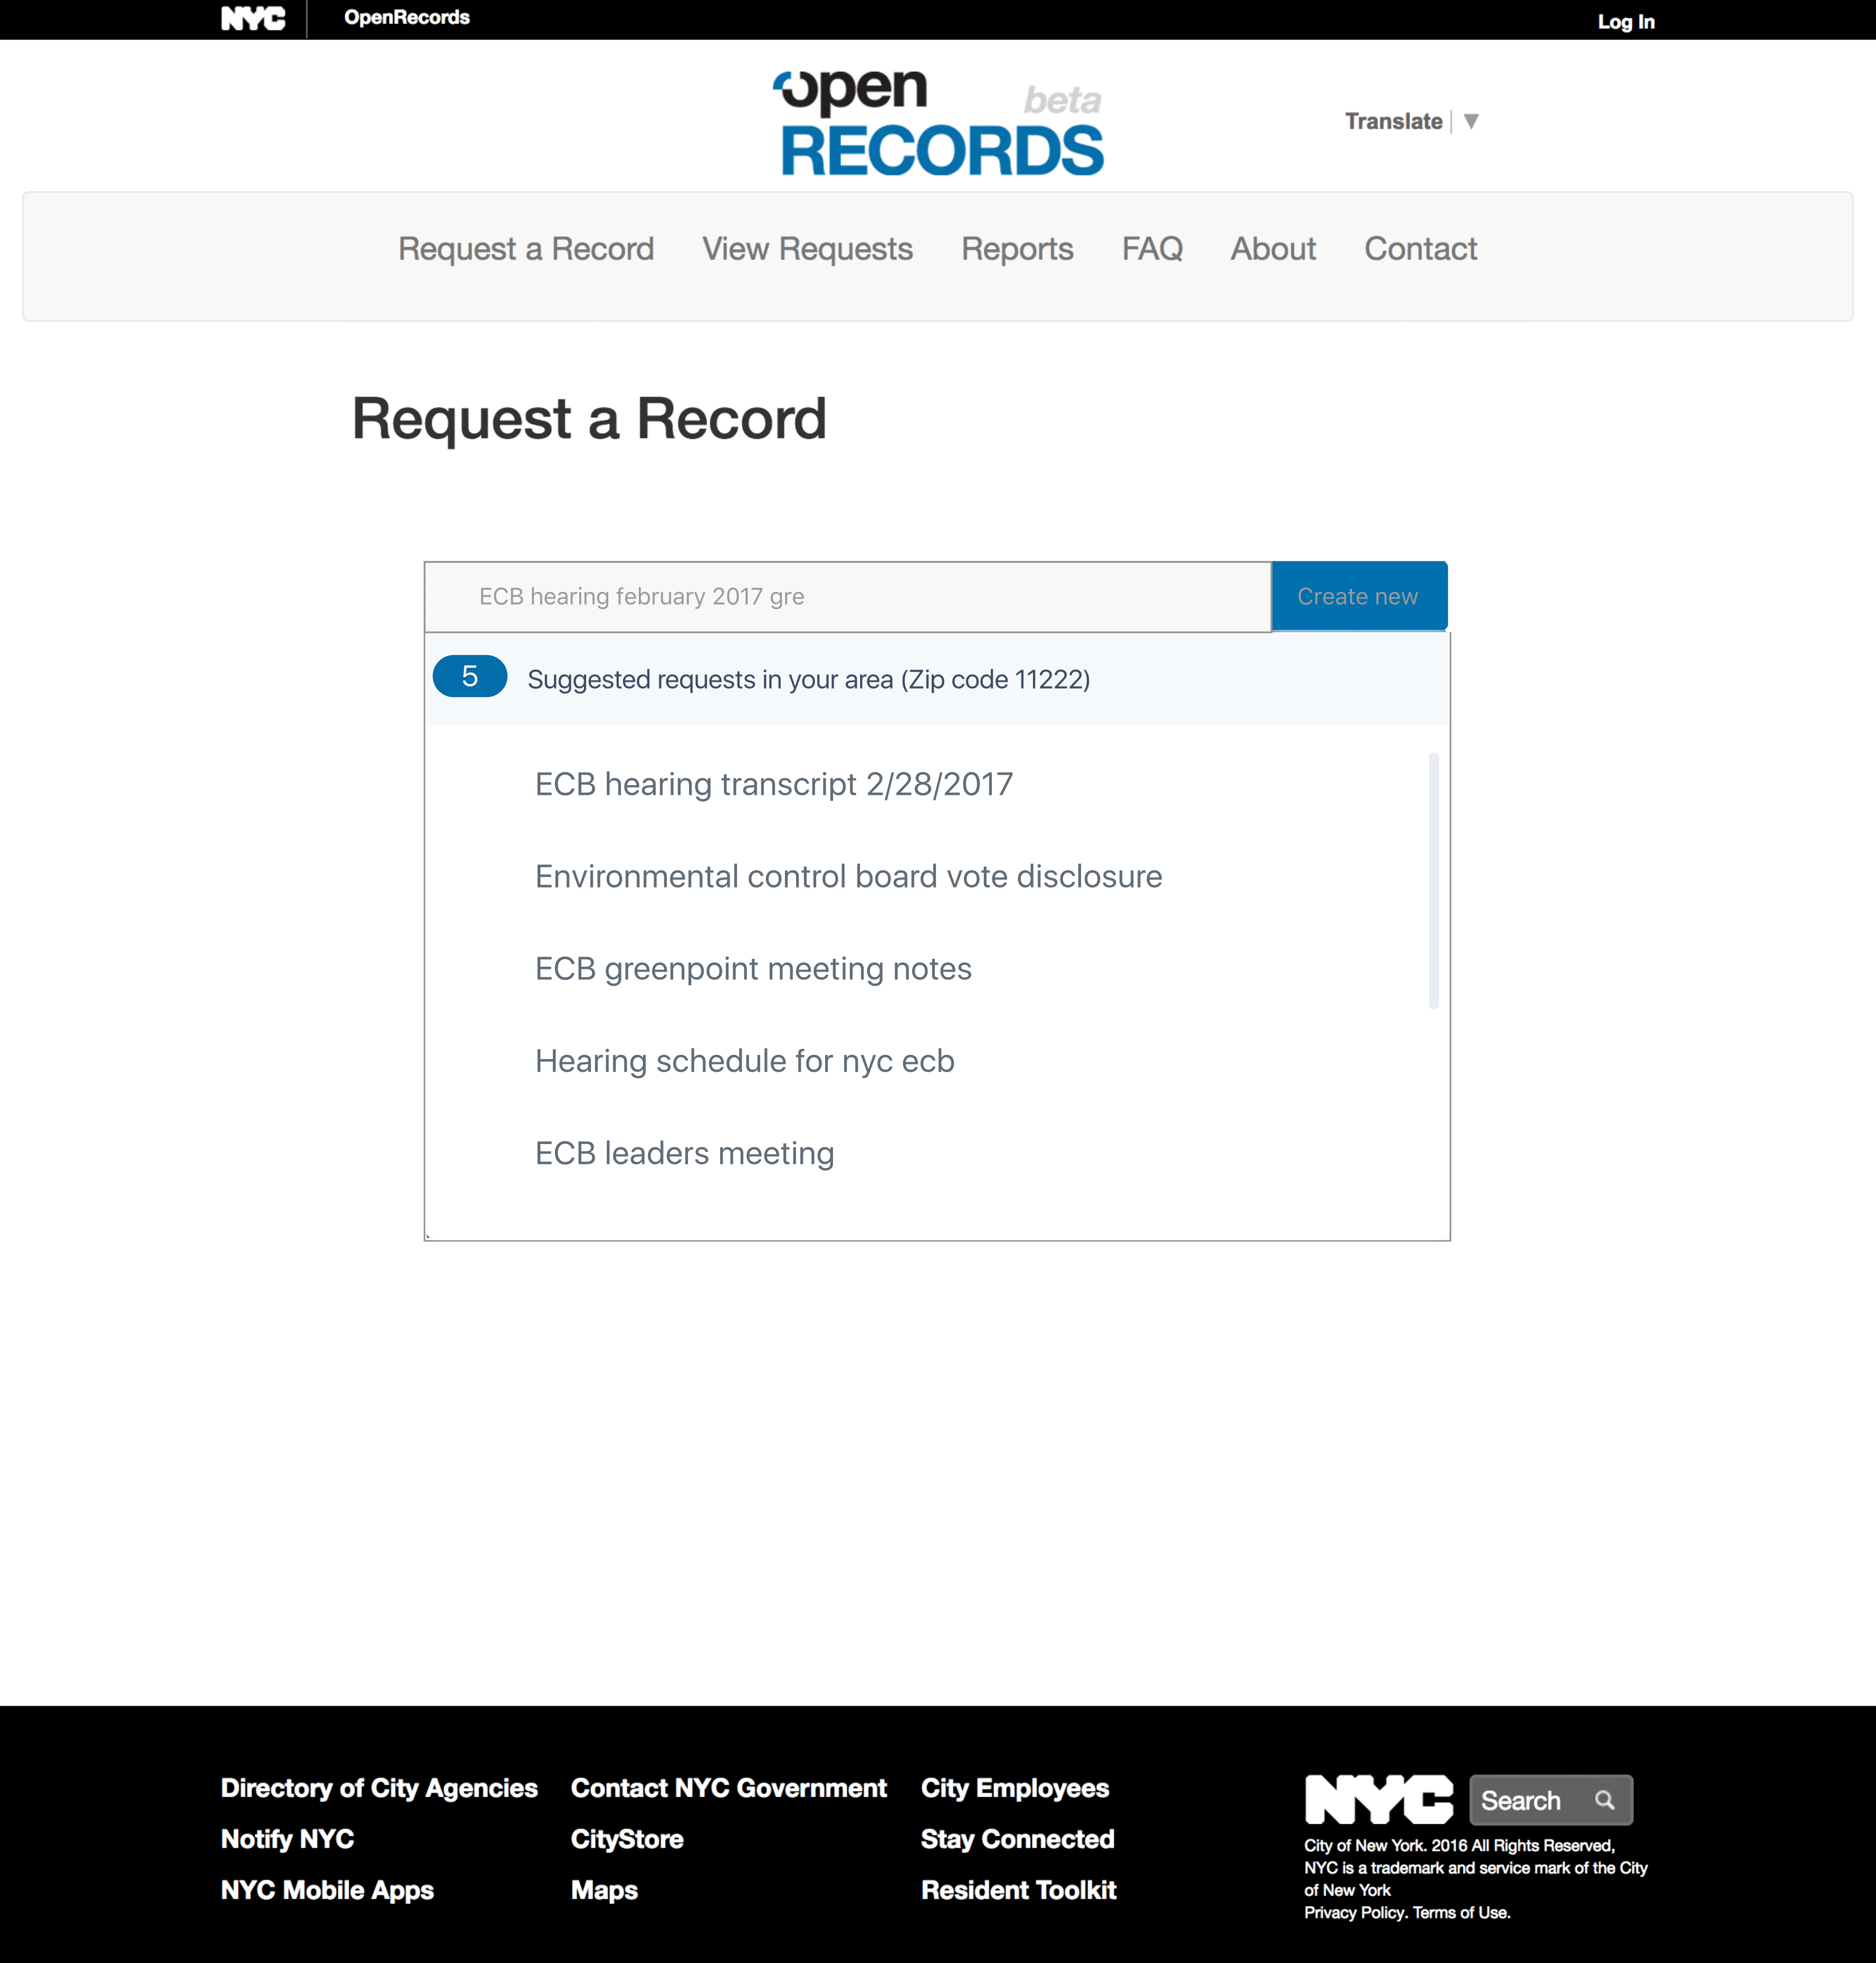 NYC OpenRecords Log In
open beta
RECORDS
Translate ▼
Request a Record View Requests Reports FAQ About Contact
Request a Record
ECB hearing february 2017 gre Create new
5 Suggested requests in your area (Zip code 11222)
ECB hearing transcript 2/28/2017
Environmental control board vote disclosure
ECB greenpoint meeting notes
Hearing schedule for nyc ecb
ECB leaders meeting
Directory of City Agencies Contact NYC Government City Employees NYC Search
Notify NYC CityStore Stay Connected
NYC Mobile Apps Maps Resident Toolkit
City of New York. 2016 All Rights Reserved,
NYC is a trademark and service mark of the City
of New York
Privacy Policy. Terms of Use.